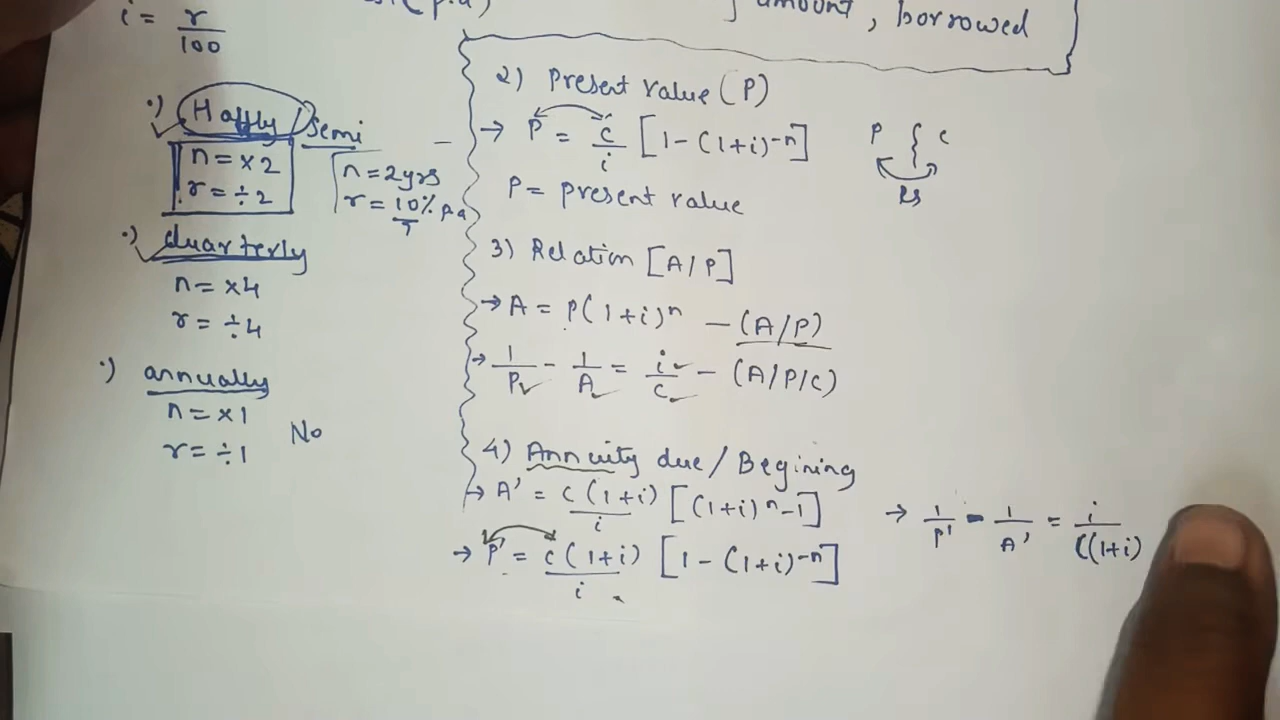 i = r/100
amount, borrowed
.) Haffly / Semi
n = ×2
r = ÷2
n = 2yrs
r = 10% p.a
.) Quarterly
n = ×4
r = ÷4
.) annually
n = ×1
r = ÷1
No
2) Present value (P)
→ P = c/i [1-(1+i)-n]
P { c
Rs
P = present value
3) Relation [A/P]
→ A = P(1+i)n - (A/P)
→ 1/P - 1/A = i/c - (A/P/C)
4) Annuity due / Begining
→ A' = c(1+i)/i [(1+i)n-1]
→ P' = c(1+i)/i [1-(1+i)-n]
→ 1/P' - 1/A' = i/(c(1+i)